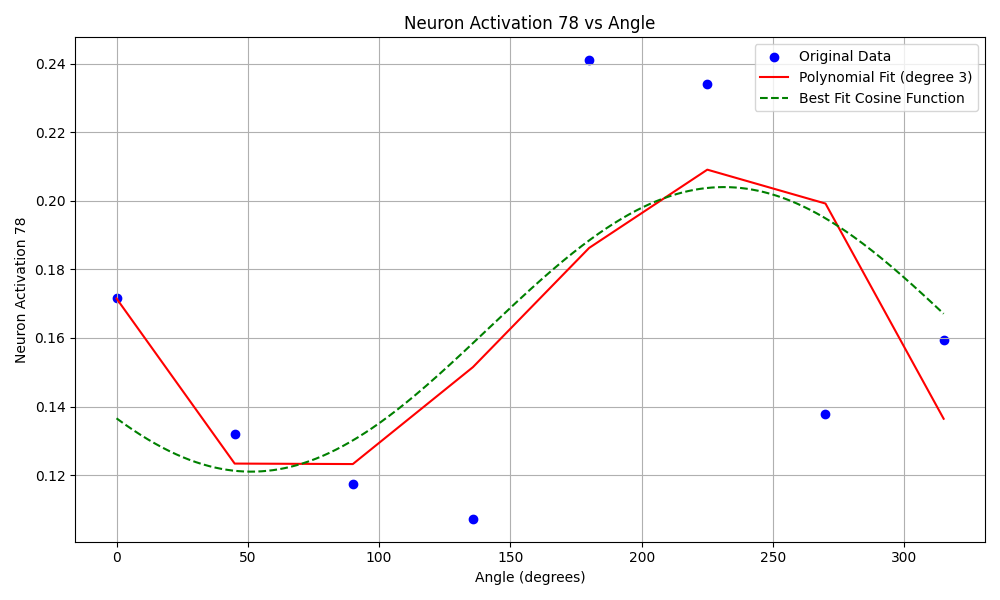 Neuron Activation 78 vs Angle
Original Data
Polynomial Fit (degree 3)
Best Fit Cosine Function
Neuron Activation 78
0.24
0.22
0.20
0.18
0.16
0.14
0.12
0 50 100 150 200 250 300
Angle (degrees)